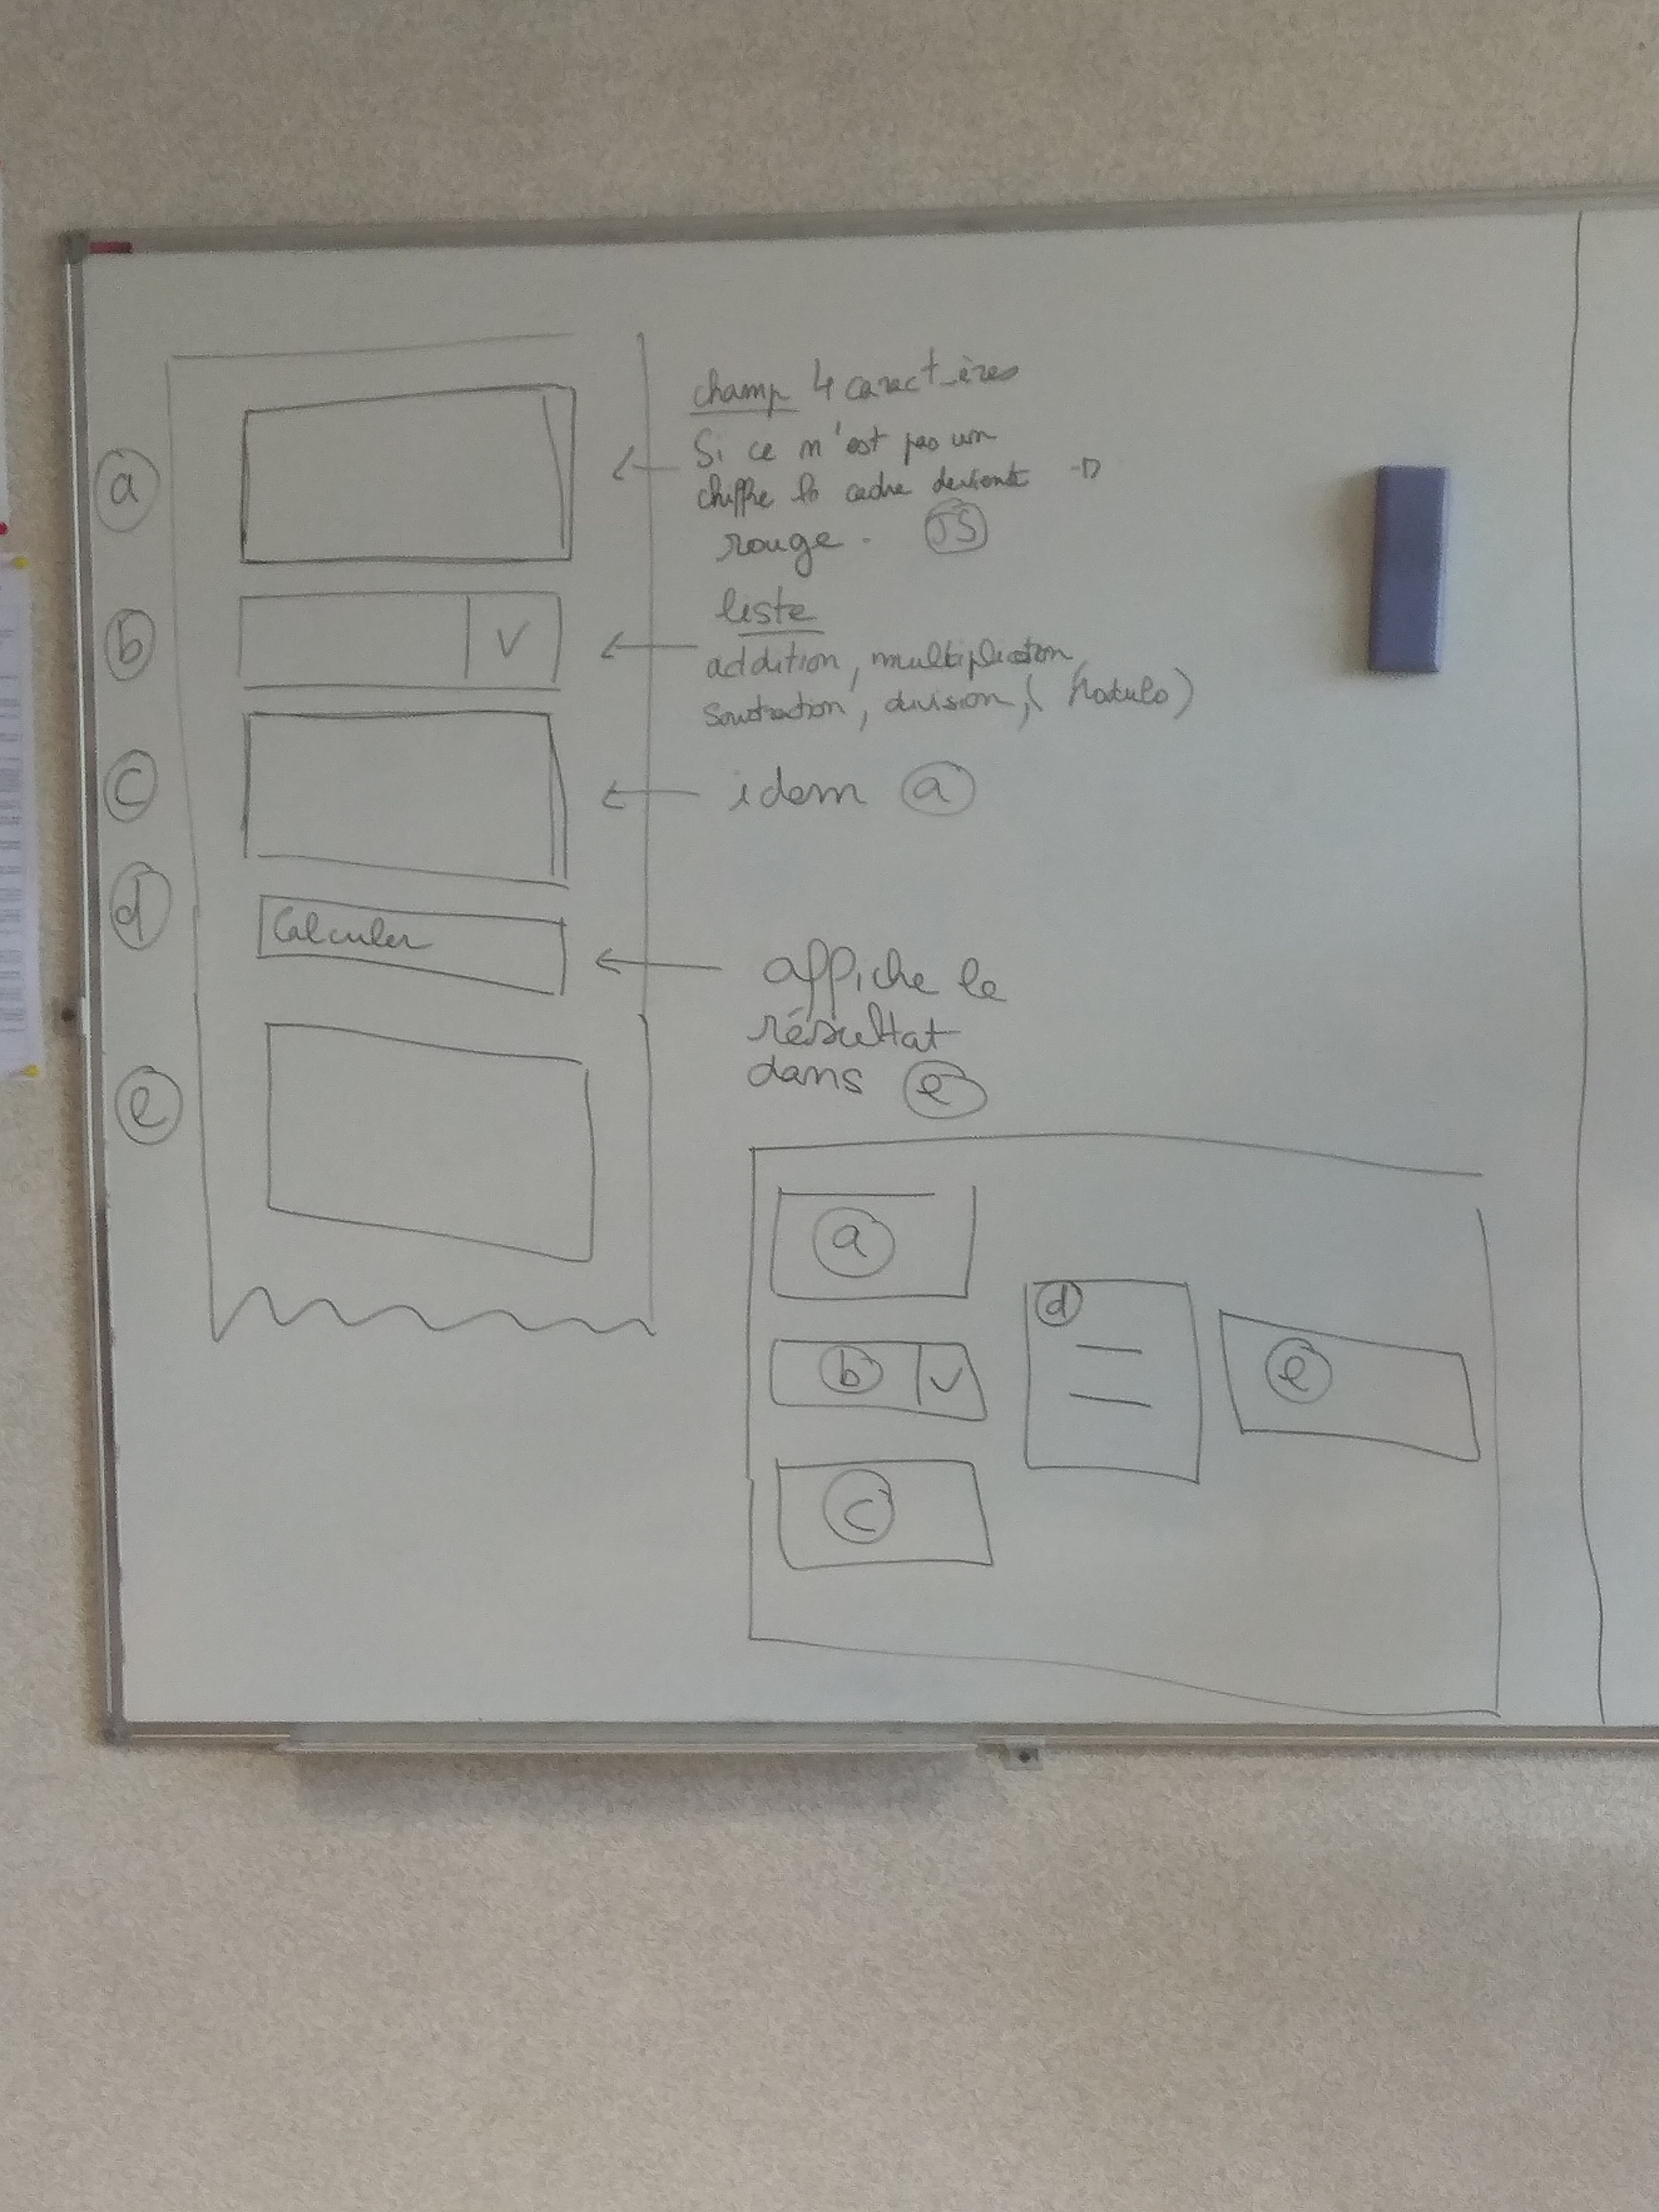 champ 4 caractères
a
Si ce n'est pas un
chiffre le cadre devient
rouge. JS
b
V
liste
addition, multiplication,
Soustraction, division, (Modulo)
c
idem a
d
Calculer
affiche le
résultat
dans e
e
a
d
b V
e
c